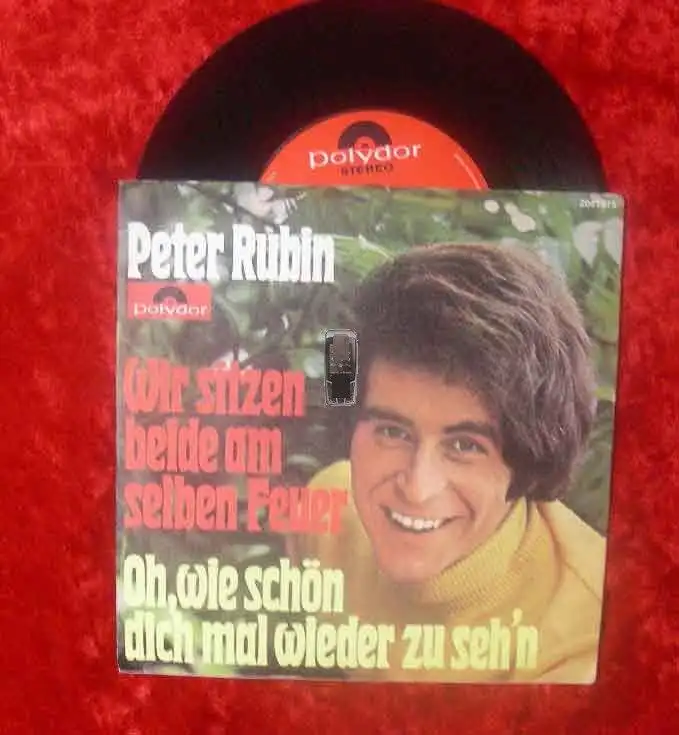 polydor
STEREO
Peter Rubin
polydor
Wir sitzen
beide am
selben Feuer
Oh, wie schön
dich mal wieder zu seh'n